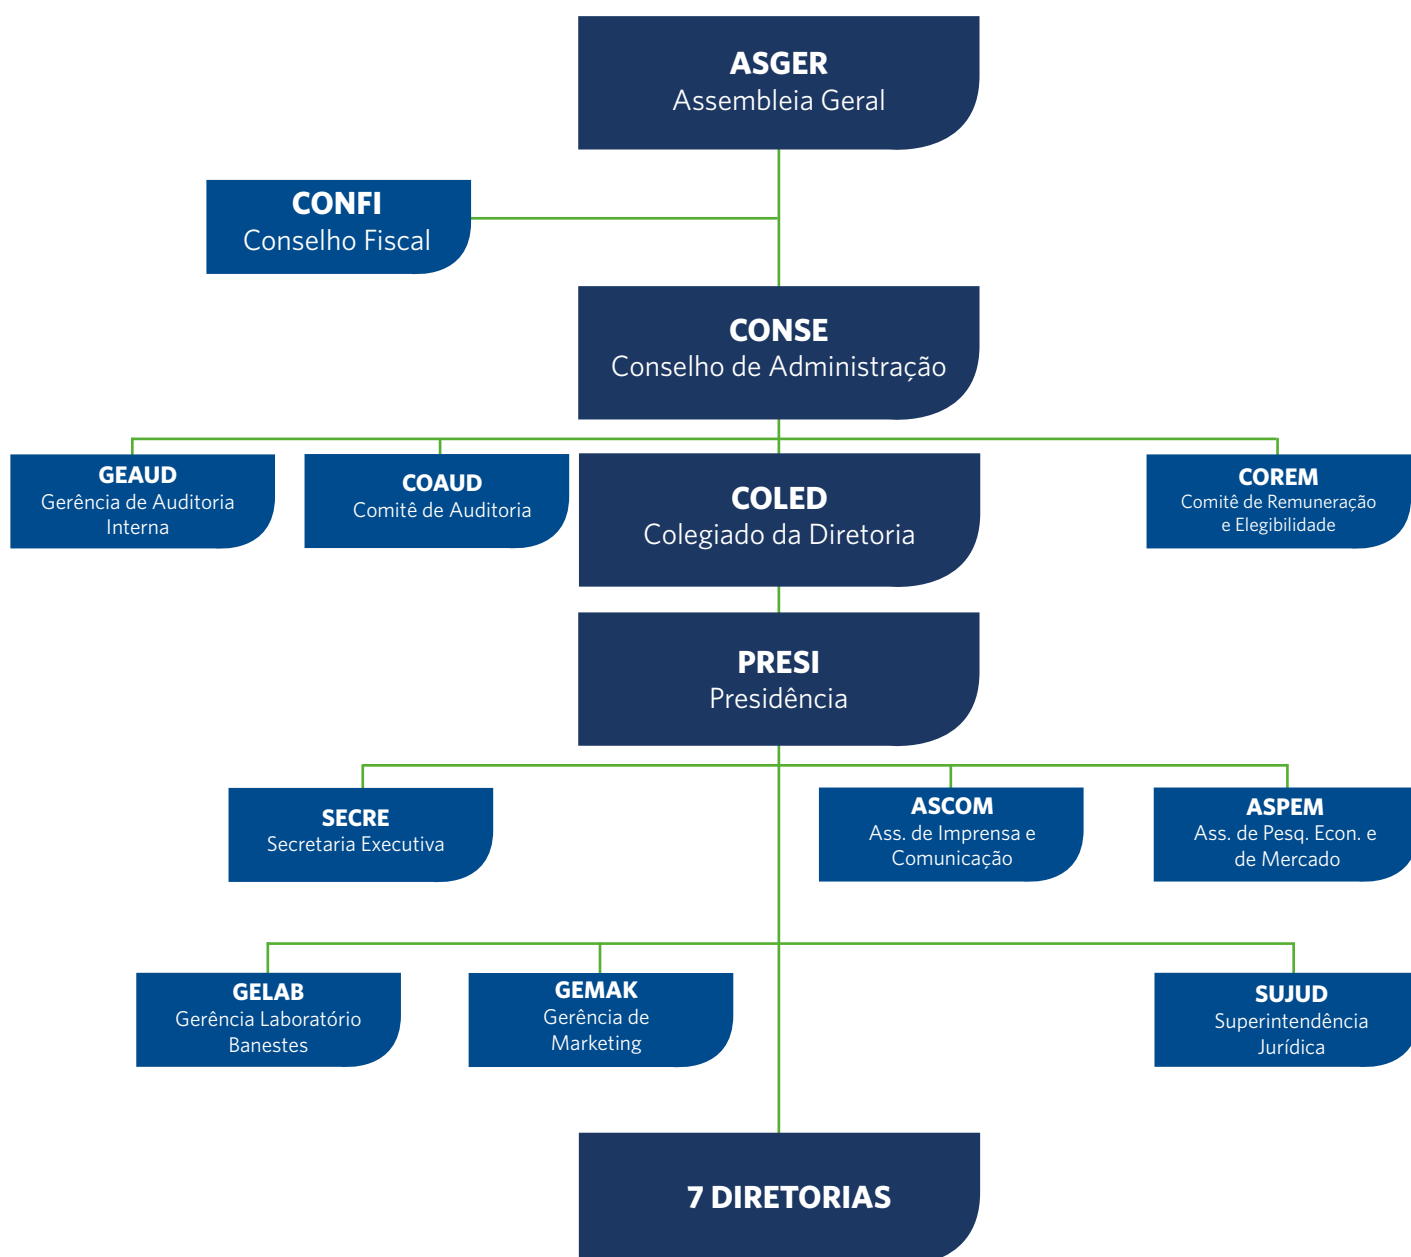 ASGER
Assembleia Geral
CONFI
Conselho Fiscal
CONSE
Conselho de Administração
GEAUD
Gerência de Auditoria
Interna
COAUD
Comitê de Auditoria
COLED
Colegiado da Diretoria
COREM
Comitê de Remuneração
e Elegibilidade
PRESI
Presidência
SECRE
Secretaria Executiva
ASCOM
Ass. de Imprensa e
Comunicação
ASPEM
Ass. de Pesq. Econ. e
de Mercado
GELAB
Gerência Laboratório
Banestes
GEMAK
Gerência de
Marketing
SUJUD
Superintendência
Jurídica
7 DIRETORIAS